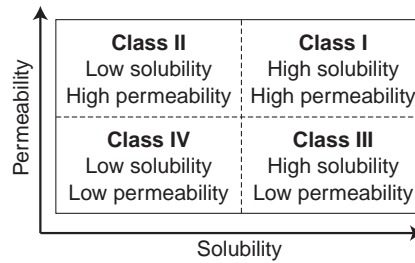 Permeability
Class II
Low solubility
High permeability
Class I
High solubility
High permeability
Class IV
Low solubility
Low permeability
Class III
High solubility
Low permeability
Solubility